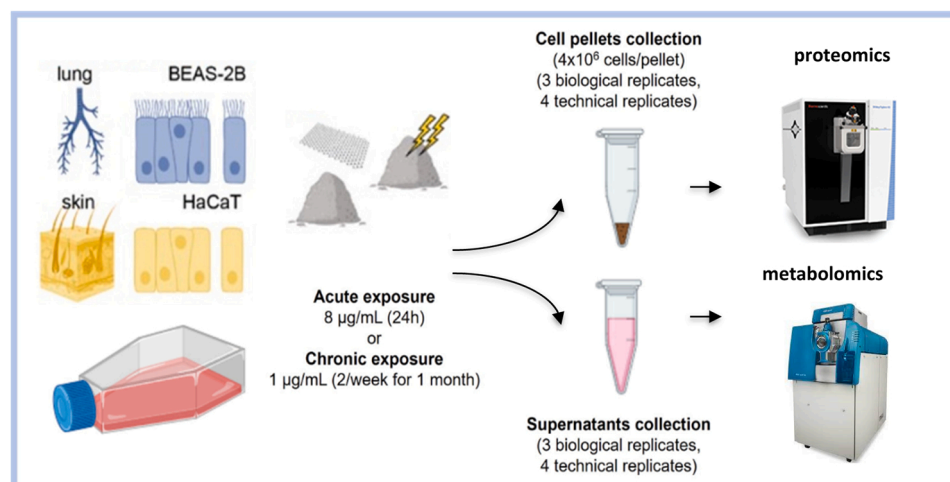 lung
BEAS-2B
skin
HaCaT
Acute exposure
8 µg/mL (24h)
or
Chronic exposure
1 µg/mL (2/week for 1 month)
Cell pellets collection
(4x10⁶ cells/pellet)
(3 biological replicates,
4 technical replicates)
proteomics
metabolomics
Supernatants collection
(3 biological replicates,
4 technical replicates)